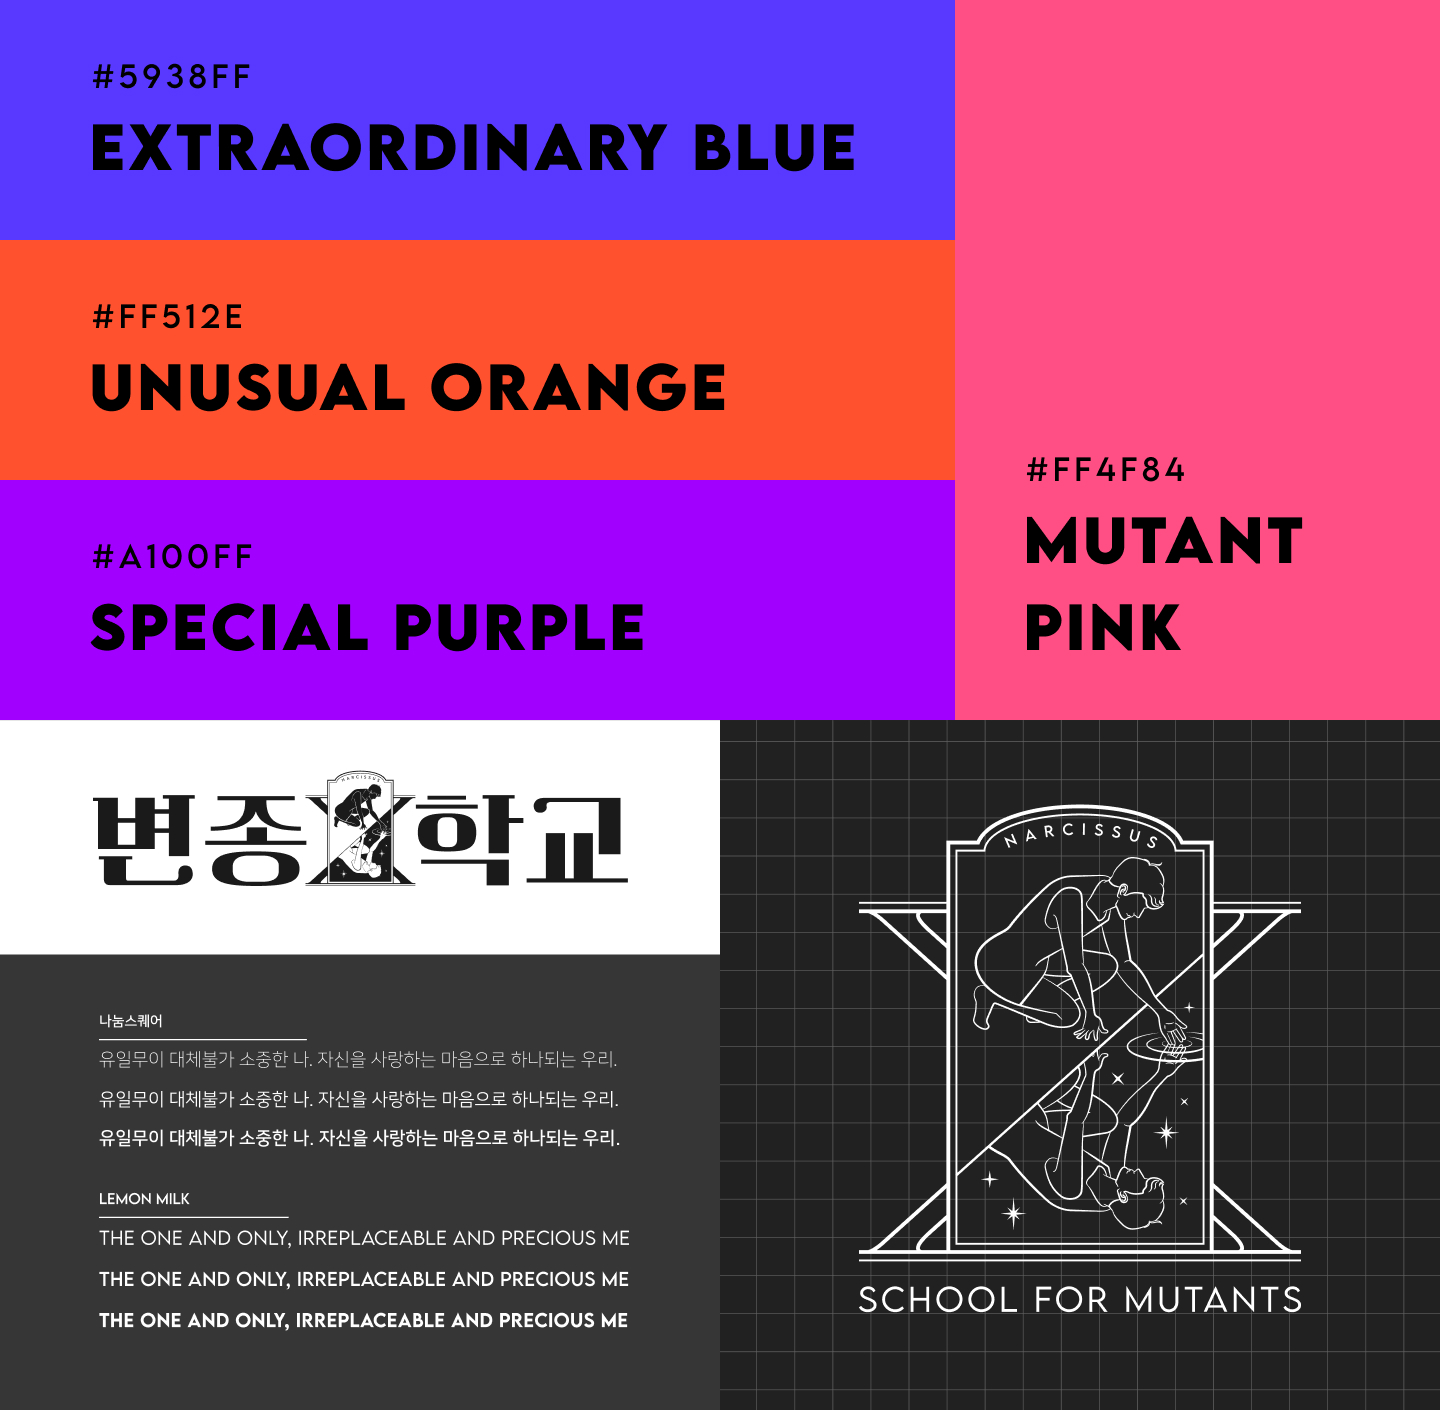 #5938FF
EXTRAORDINARY BLUE
#FF512E
UNUSUAL ORANGE
#A100FF
SPECIAL PURPLE
#FF4F84
MUTANT
PINK
NARCISSUS
변종 학교
나눔스퀘어
유일무이 대체불가 소중한 나. 자신을 사랑하는 마음으로 하나되는 우리.
유일무이 대체불가 소중한 나. 자신을 사랑하는 마음으로 하나되는 우리.
유일무이 대체불가 소중한 나. 자신을 사랑하는 마음으로 하나되는 우리.
LEMON MILK
THE ONE AND ONLY, IRREPLACEABLE AND PRECIOUS ME
THE ONE AND ONLY, IRREPLACEABLE AND PRECIOUS ME
THE ONE AND ONLY, IRREPLACEABLE AND PRECIOUS ME
NARCISSUS
SCHOOL FOR MUTANTS